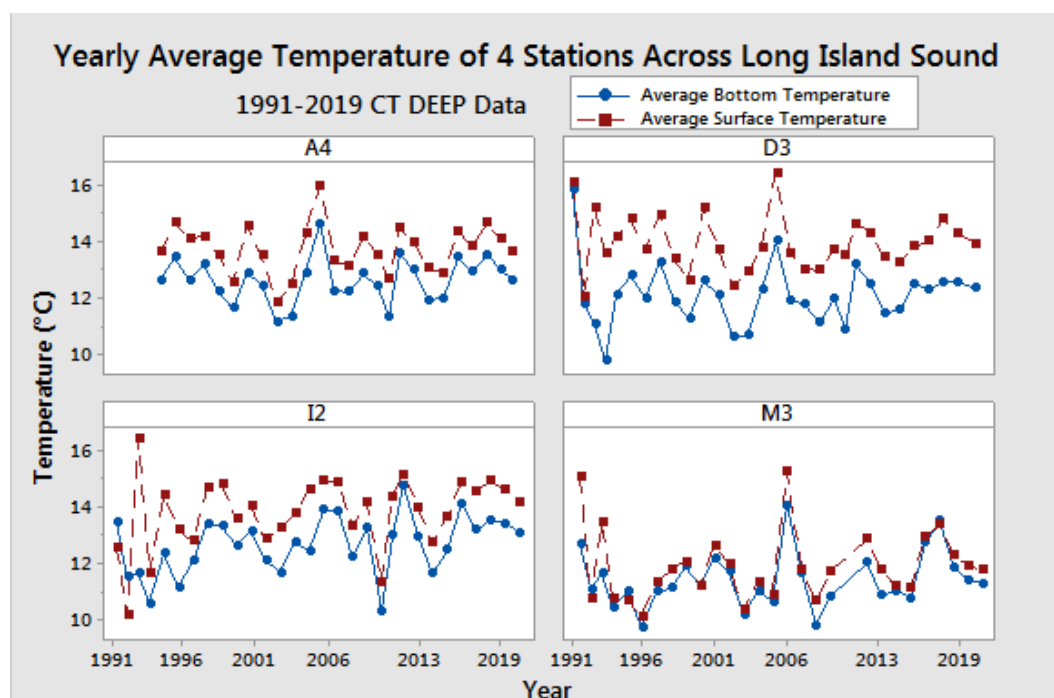 Yearly Average Temperature of 4 Stations Across Long Island Sound
1991-2019 CT DEEP Data
Average Bottom Temperature
Average Surface Temperature
A4
D3
16
14
12
10
I2
M3
16
14
12
10
Temperature (°C)
1991 1996 2001 2006 2013 2019
1991 1996 2001 2006 2013 2019
Year